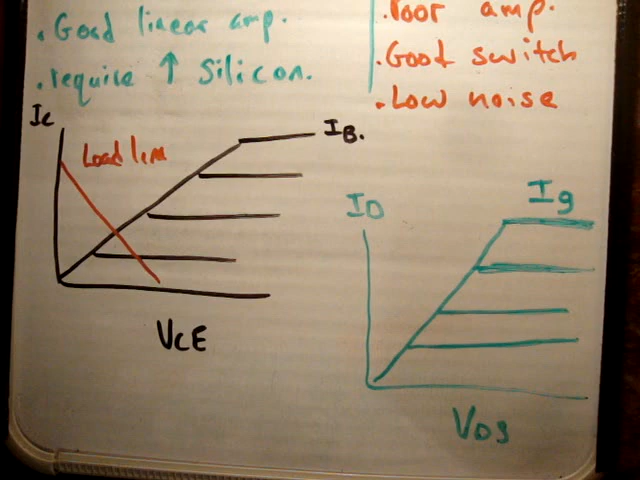 . Good linear amp.
. require ↑ Silicon.
. Poor amp.
. Good switch
. Low noise
Ic
Load line
IB.
VCE
ID
Ig
VDS